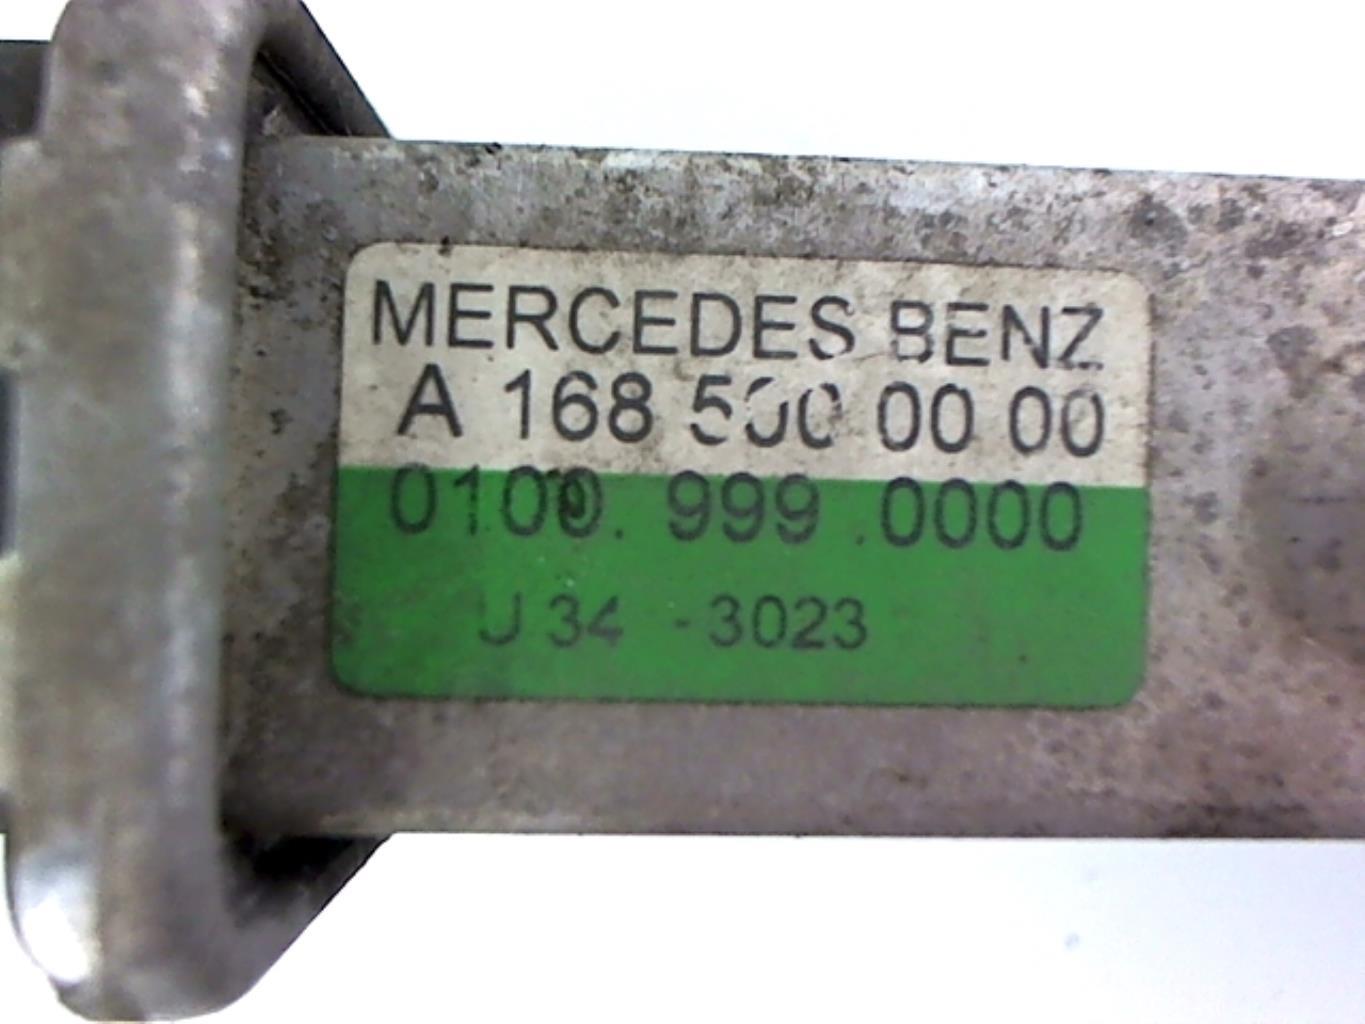 MERCEDES BENZ
A 168 500 00 00
0100. 999 .0000
J 34 - 3023